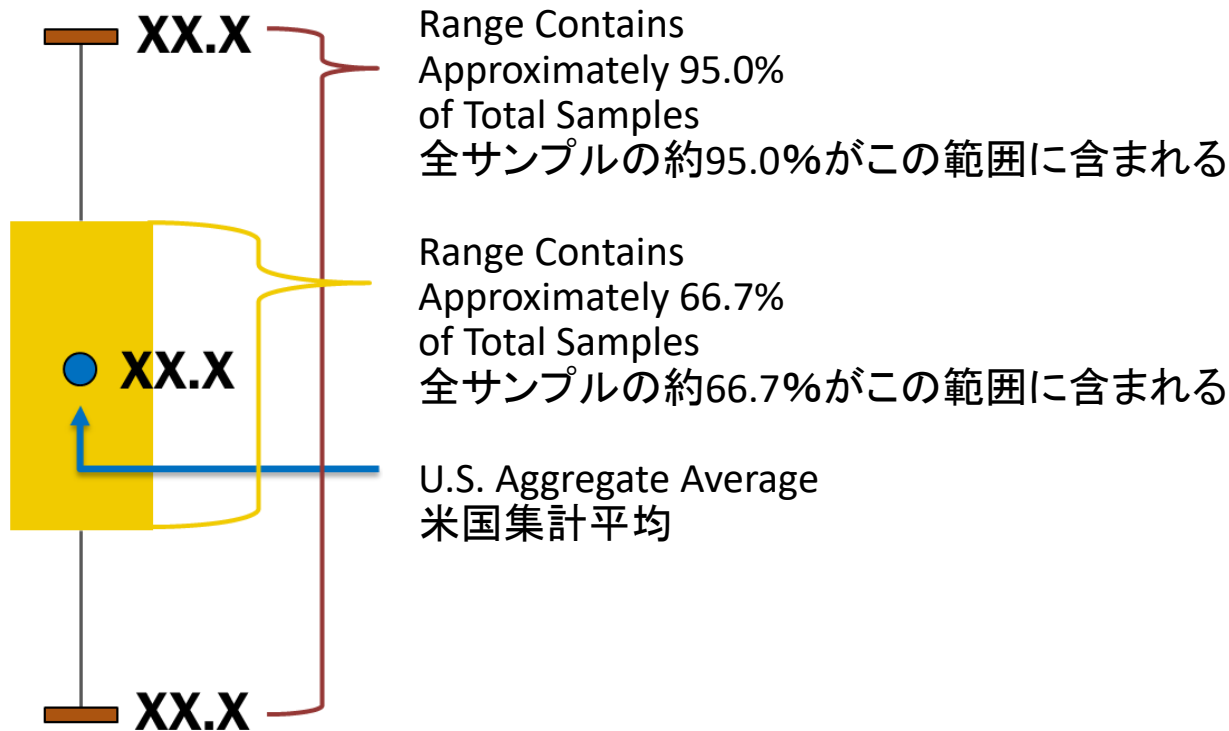 XX.X
Range Contains
Approximately 95.0%
of Total Samples
全サンプルの約95.0%がこの範囲に含まれる
Range Contains
Approximately 66.7%
of Total Samples
全サンプルの約66.7%がこの範囲に含まれる
XX.X
U.S. Aggregate Average
米国集計平均
XX.X